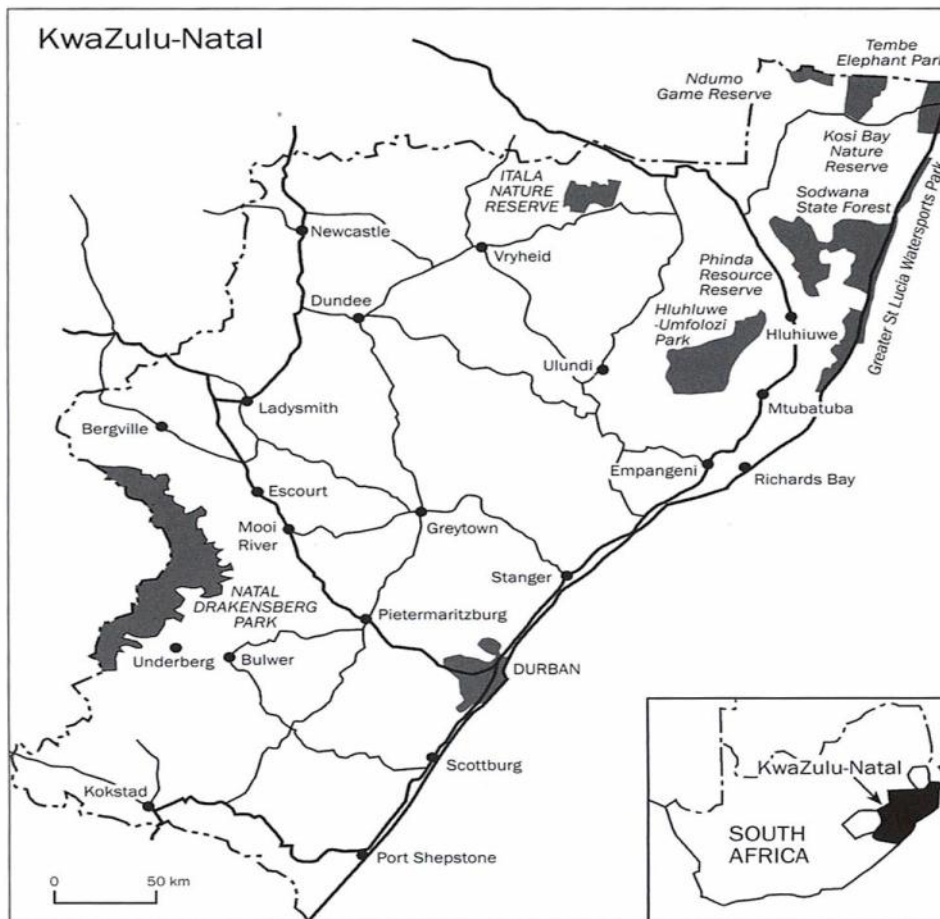 KwaZulu-Natal
Tembe
Elephant Park
Ndumo
Game Reserve
Kosi Bay
Nature
Reserve
ITALA
NATURE
RESERVE
Sodwana
State Forest
Greater St Lucia Watersports Park
Newcastle
Vryheid
Phinda
Resource
Reserve
Dundee
Hluhluwe
-Umfolozi
Park
Hluhiuwe
Ulundi
Ladysmith
Mtubatuba
Bergville
Empangeni
Richards Bay
Escourt
Mooi
River
Greytown
Stanger
NATAL
DRAKENSBERG
PARK
Pietermaritzburg
Underberg
Bulwer
DURBAN
Scottburg
Kokstad
Port Shepstone
0
50 km
KwaZulu-Natal
SOUTH
AFRICA